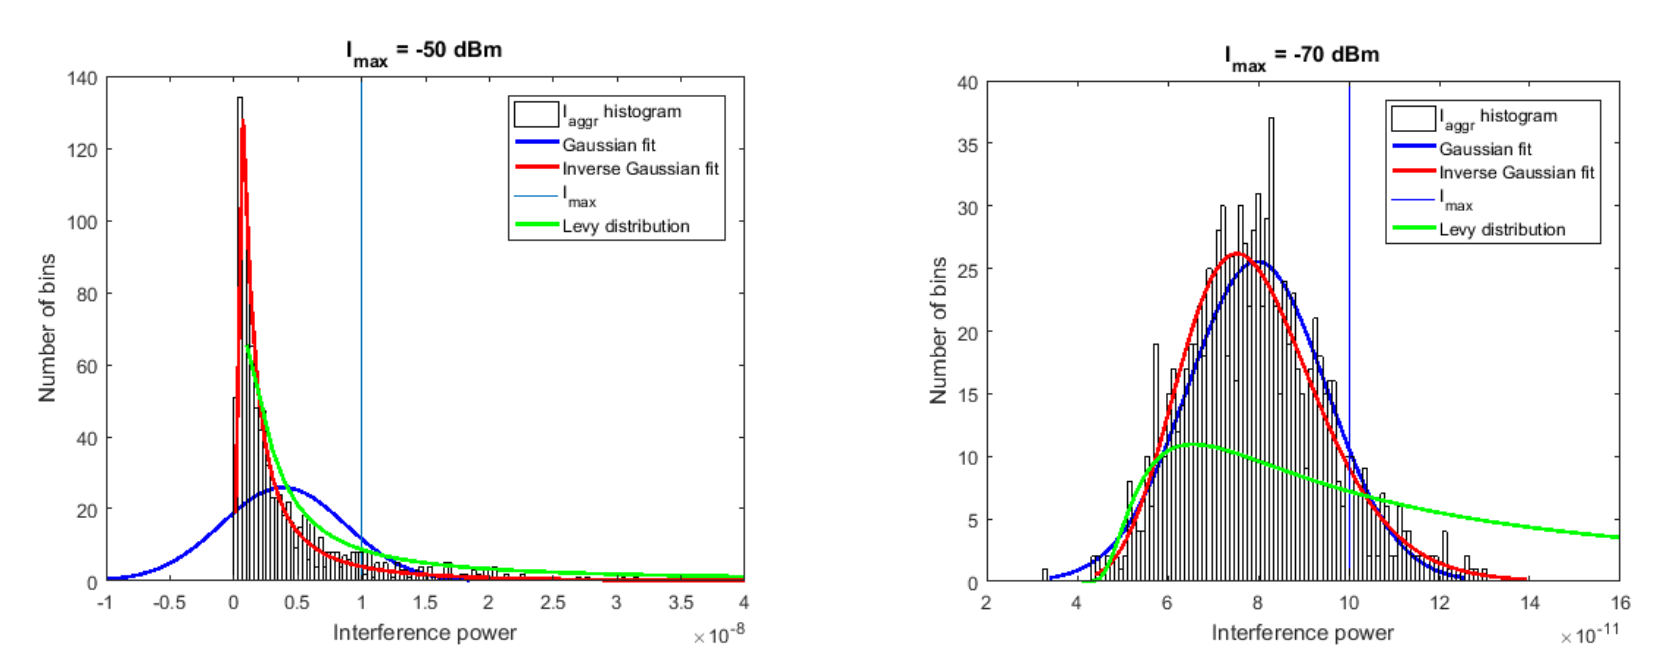 I_max = -50 dBm
140
120
100
80
60
40
20
0
Number of bins
-1 -0.5 0 0.5 1 1.5 2 2.5 3 3.5 4
Interference power
×10^-8
I_aggr histogram
Gaussian fit
Inverse Gaussian fit
I_max
Levy distribution
I_max = -70 dBm
40
35
30
25
20
15
10
5
0
Number of bins
2 4 6 8 10 12 14 16
Interference power
×10^-11
I_aggr histogram
Gaussian fit
Inverse Gaussian fit
I_max
Levy distribution